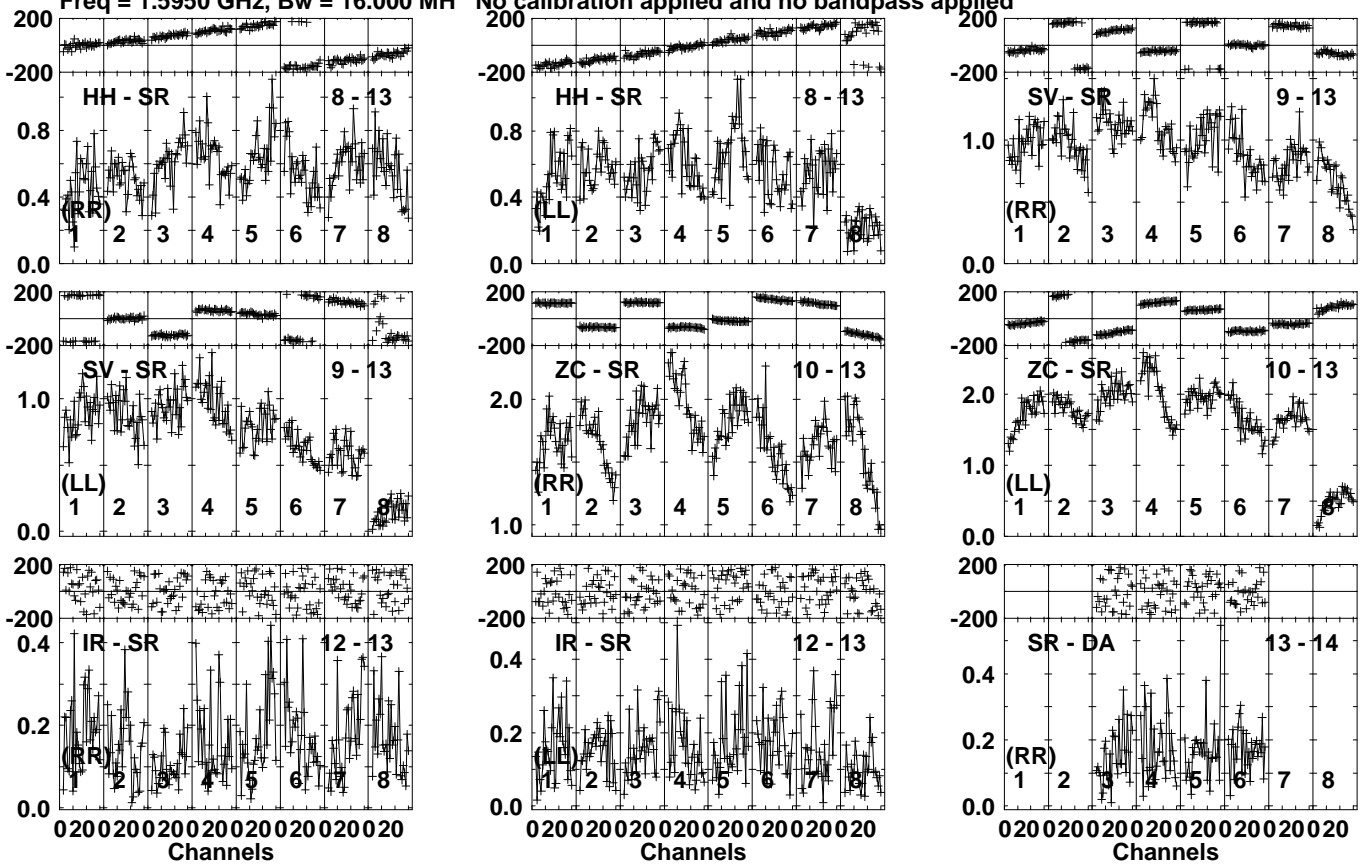 Freq = 1.5950 GHz, Bw = 16.000 MH No calibration applied and no bandpass applied
200
-200
HH - SR 8 - 13
0.8
0.4
0.0
(RR)
1 2 3 4 5 6 7 8
200
-200
HH - SR 8 - 13
0.8
0.4
0.0
(LL)
1 2 3 4 5 6 7 8
200
-200
SV - SR 9 - 13
1.0
0.0
(RR)
1 2 3 4 5 6 7 8
200
-200
SV - SR 9 - 13
1.0
0.0
(LL)
1 2 3 4 5 6 7 8
200
-200
ZC - SR 10 - 13
2.0
1.0
(RR)
1 2 3 4 5 6 7 8
200
-200
ZC - SR 10 - 13
2.0
1.0
0.0
(LL)
1 2 3 4 5 6 7 8
200
-200
IR - SR 12 - 13
0.4
0.2
0.0
(RR)
1 2 3 4 5 6 7 8
0 20 0 20 0 20 0 20 0 20 0 20 0 20 0 20
Channels
200
-200
IR - SR 12 - 13
0.4
0.2
0.0
(LL)
1 2 3 4 5 6 7 8
0 20 0 20 0 20 0 20 0 20 0 20 0 20 0 20
Channels
200
-200
SR - DA 13 - 14
0.4
0.2
0.0
(RR)
1 2 3 4 5 6 7 8
0 20 0 20 0 20 0 20 0 20 0 20 0 20 0 20
Channels